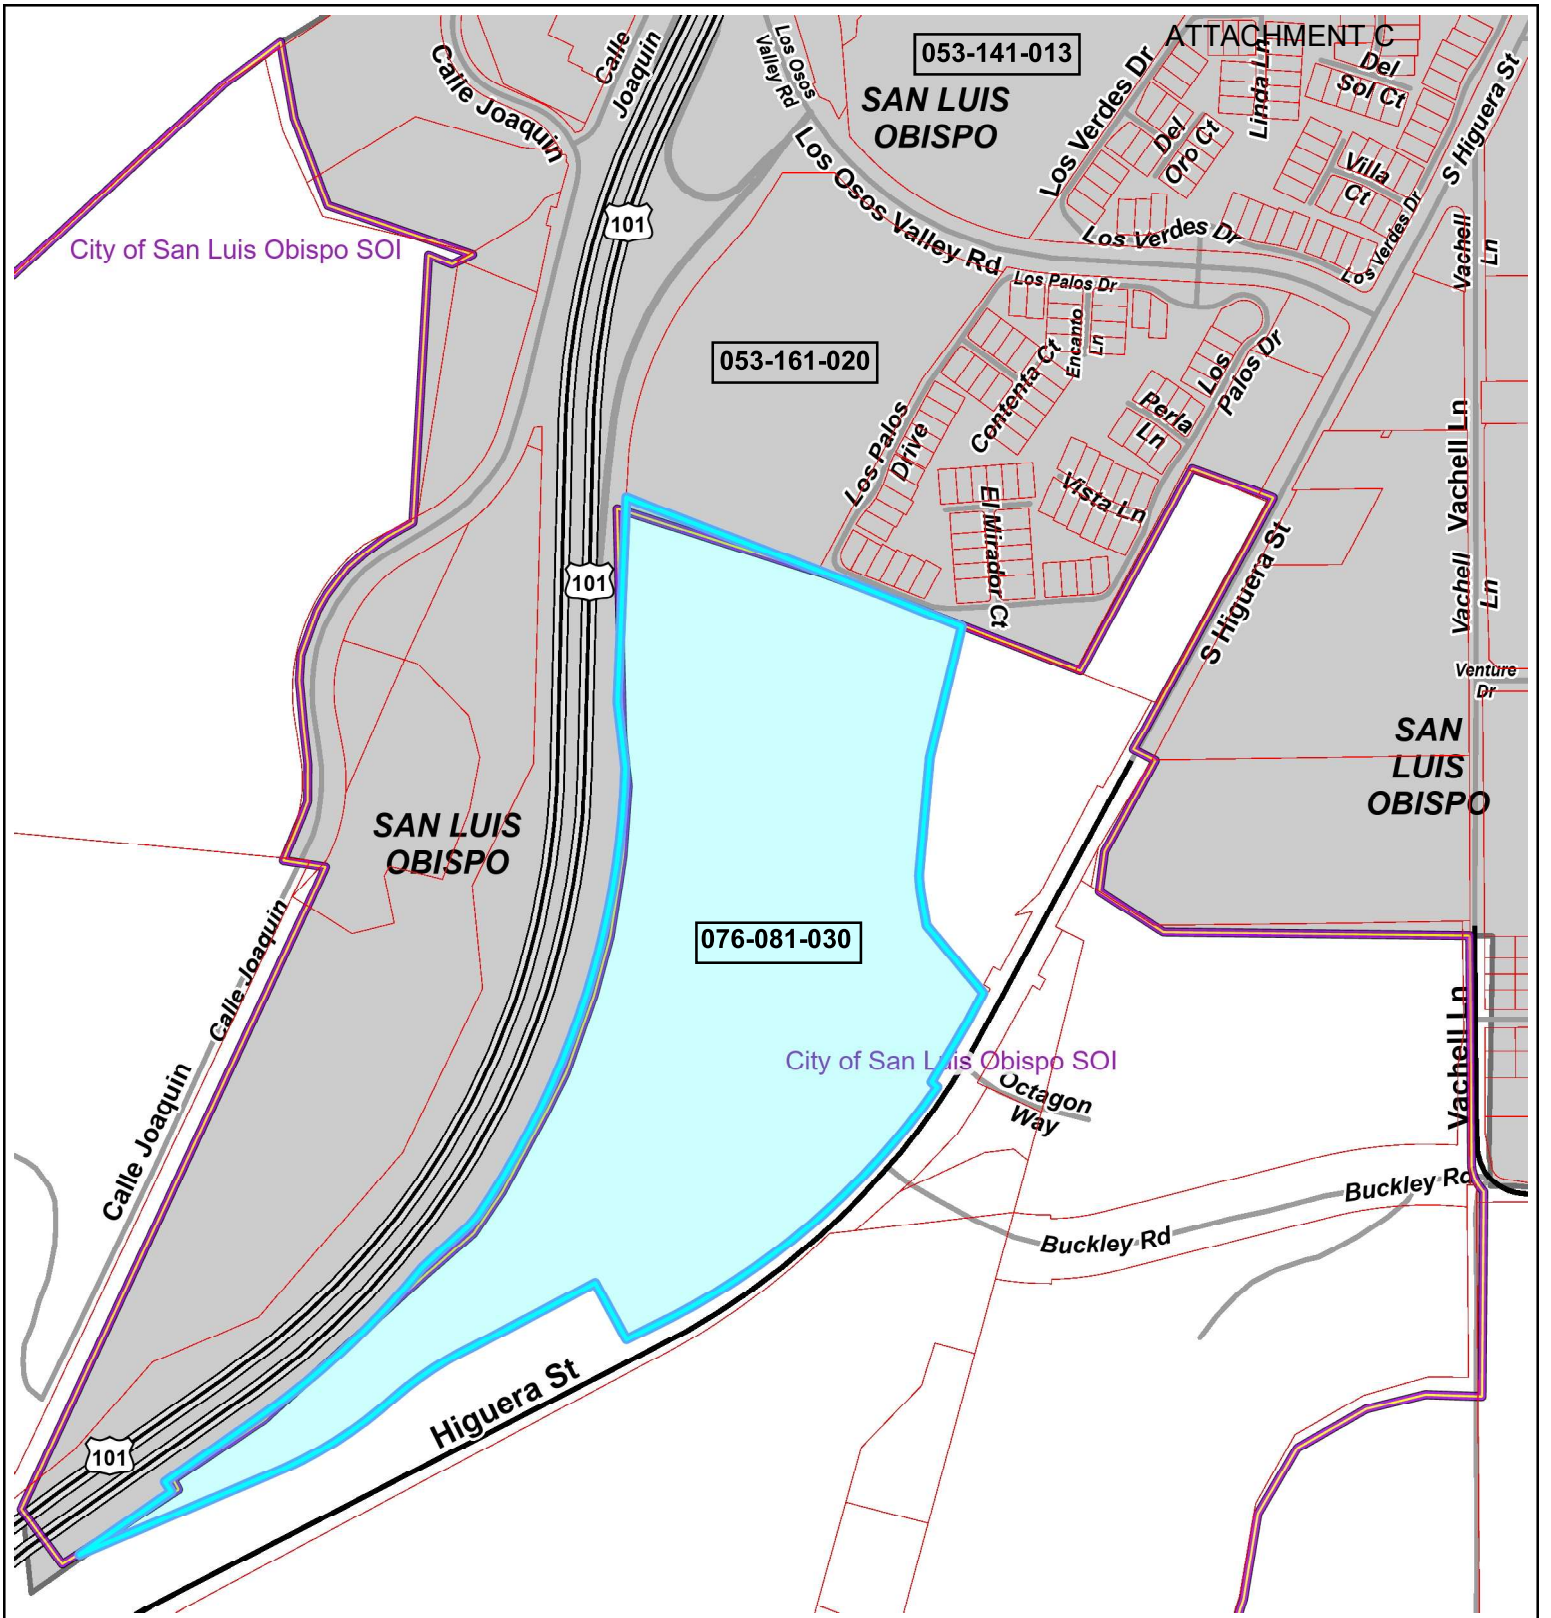 ATTACHMENT C
053-141-013
SAN LUIS
OBISPO
Calle Joaquin
Calle
Joaquin
Los Osos
Valley Rd
Los Osos Valley Rd
Los Verdes Dr
Linda Ln
Del
Sol Ct
Del
Oro Ct
Villa
Ct
S Higuera St
Los Verdes Dr
Los Verdes Dr
Vachell
Ln
101
City of San Luis Obispo SOI
Los Palos Dr
Encanto
Ln
053-161-020
Contenta Ct
Los
Palos Dr
Perla
Ln
Los Palos
Drive
Vista Ln
El Mirador Ct
Vachell Ln
Vachell Ln
Vachell
Ln
S Higuera St
101
Venture
Dr
SAN
LUIS
OBISPO
SAN LUIS
OBISPO
076-081-030
Calle Joaquin
Calle Joaquin
City of San Luis Obispo SOI
Octagon
Way
Vachell Ln
Buckley Rd
Buckley Rd
Higuera St
101